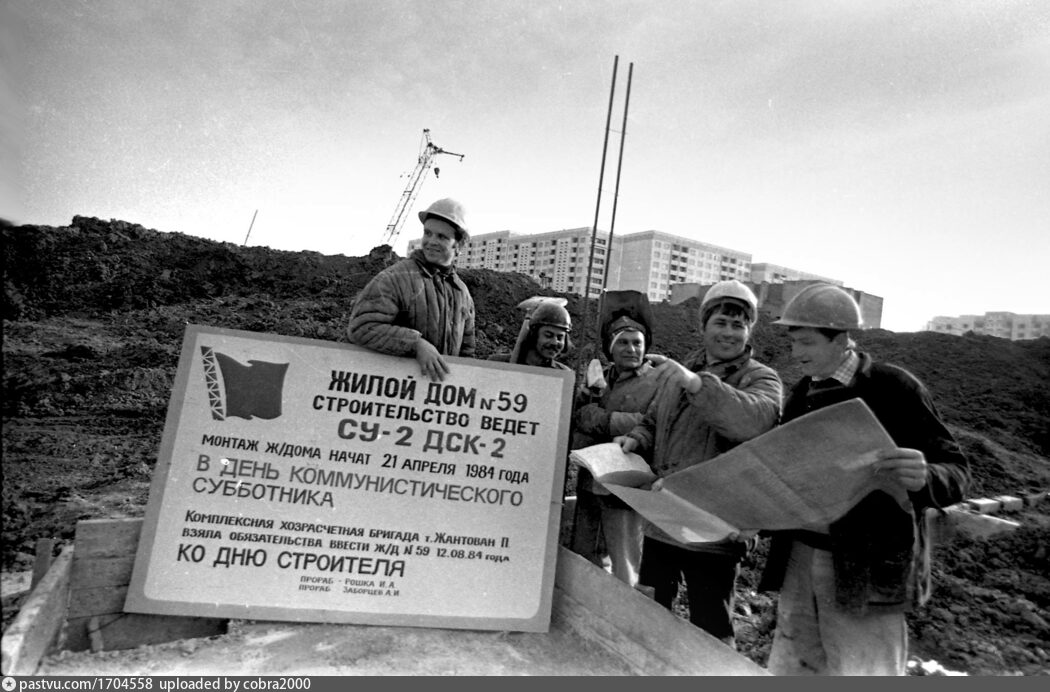 ЖИЛОЙ ДОМ №59
СТРОИТЕЛЬСТВО ВЕДЕТ
СУ-2 ДСК-2
МОНТАЖ Ж/ДОМА НАЧАТ 21 АПРЕЛЯ 1984 ГОДА
В ДЕНЬ КОММУНИСТИЧЕСКОГО
СУББОТНИКА
КОМПЛЕКСНАЯ ХОЗРАСЧЕТНАЯ БРИГАДА т. ЖАНТОВАН П
ВЗЯЛА ОБЯЗАТЕЛЬСТВА ВВЕСТИ Ж/Д №59 12.08.84 ГОДА
КО ДНЮ СТРОИТЕЛЯ
ПРОРАБ - РОШКА И.А.
ПРОРАБ ЗАБОРЦЕВ А.И
pastvu.com/1704558 uploaded by cobra2000